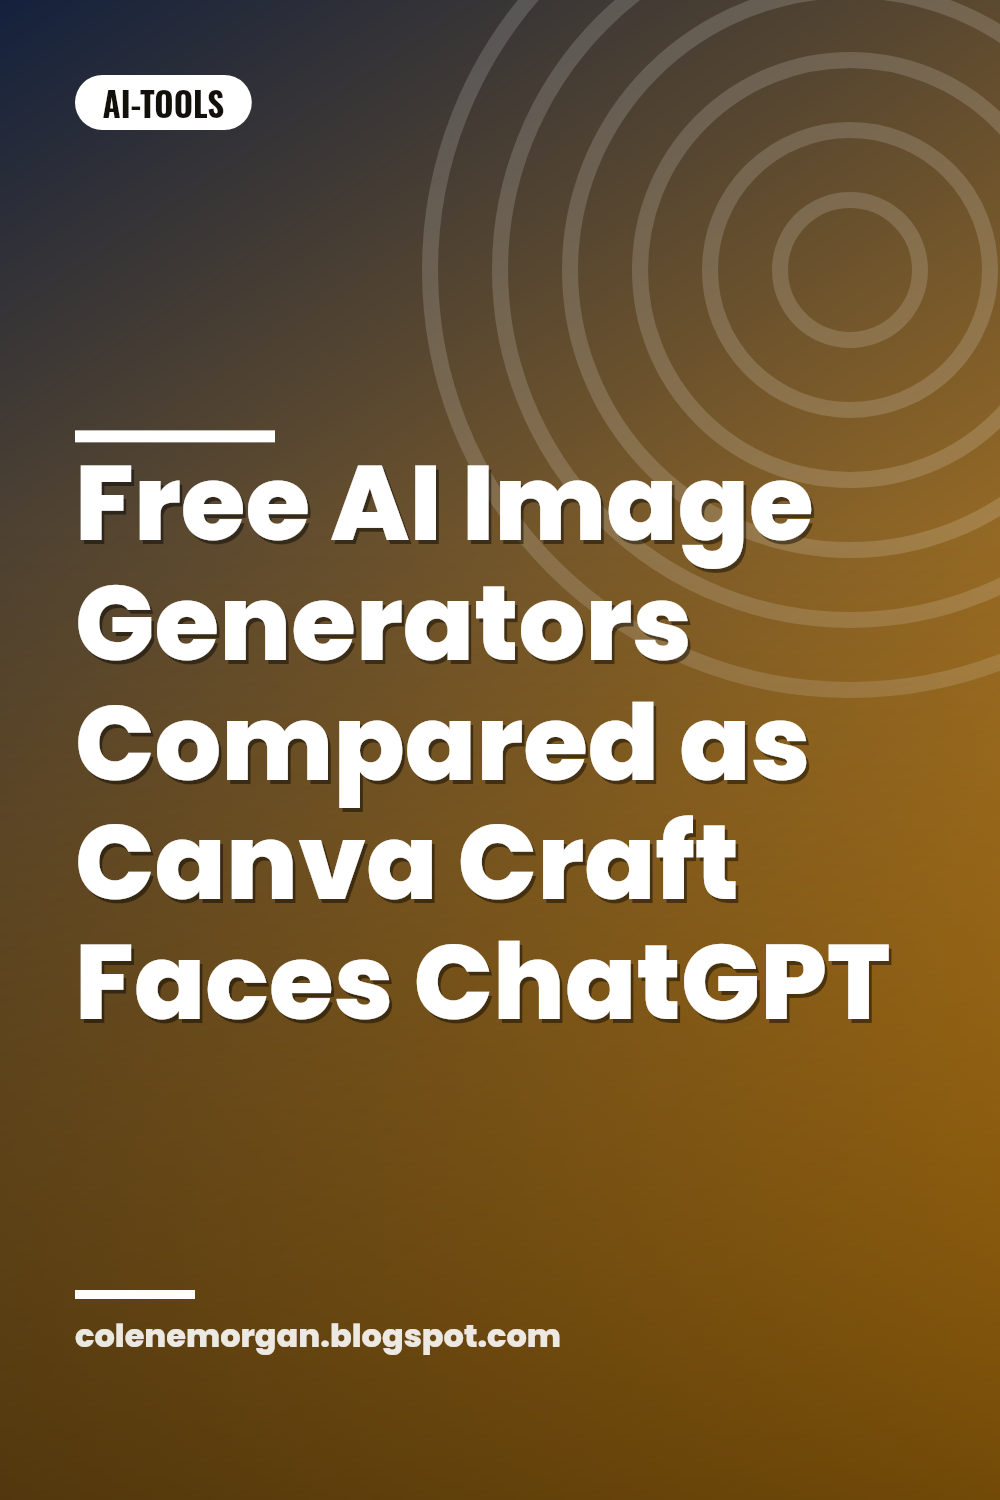 AI-TOOLS
Free AI Image
Generators
Compared as
Canva Craft
Faces ChatGPT
colenemorgan.blogspot.com